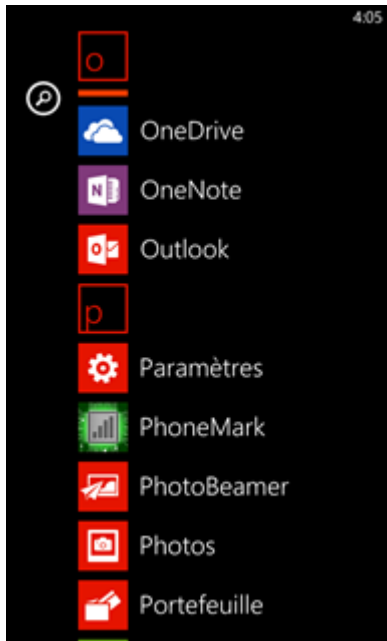 4:05
o
OneDrive
OneNote
Outlook
p
Paramètres
PhoneMark
PhotoBeamer
Photos
Portefeuille